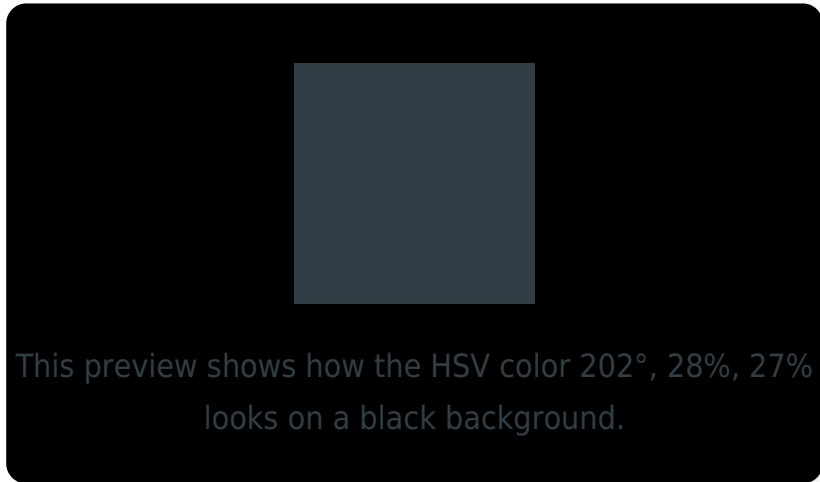 This preview shows how the HSV color 202°, 28%, 27%
looks on a black background.